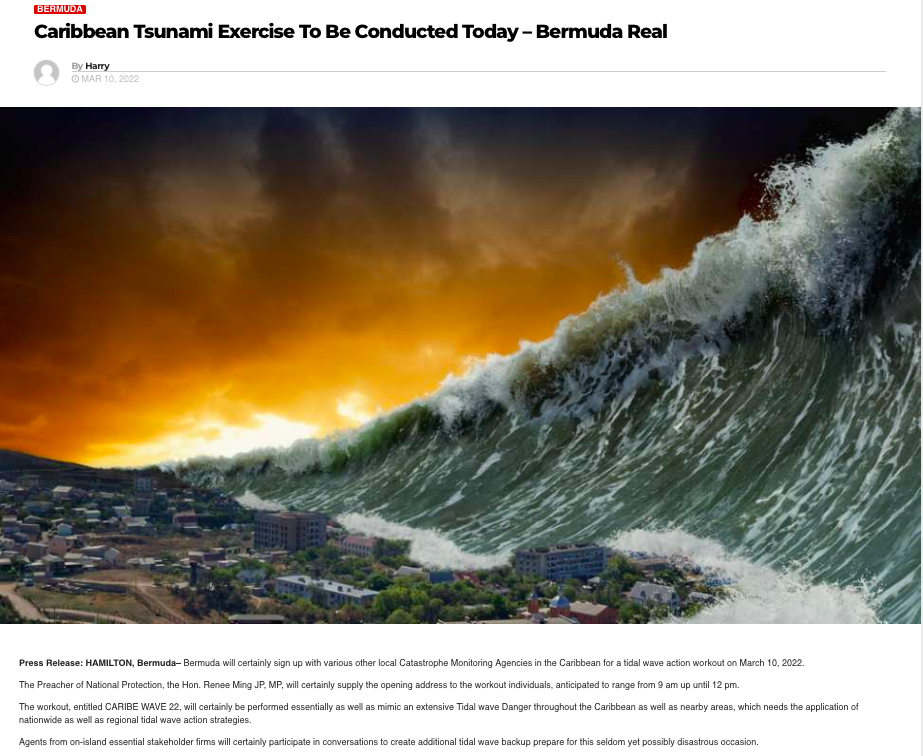 BERMUDA
Caribbean Tsunami Exercise To Be Conducted Today – Bermuda Real
By Harry
MAR 10, 2022
Press Release: HAMILTON, Bermuda– Bermuda will certainly sign up with various other local Catastrophe Monitoring Agencies in the Caribbean for a tidal wave action workout on March 10, 2022.
The Preacher of National Protection, the Hon. Renee Ming JP, MP, will certainly supply the opening address to the workout individuals, anticipated to range from 9 am up until 12 pm.
The workout, entitled CARIBE WAVE 22, will certainly be performed essentially as well as mimic an extensive Tidal wave Danger throughout the Caribbean as well as nearby areas, which needs the application of
nationwide as well as regional tidal wave action strategies.
Agents from on-island essential stakeholder firms will certainly participate in conversations to create additional tidal wave backup prepare for this seldom yet possibly disastrous occasion.